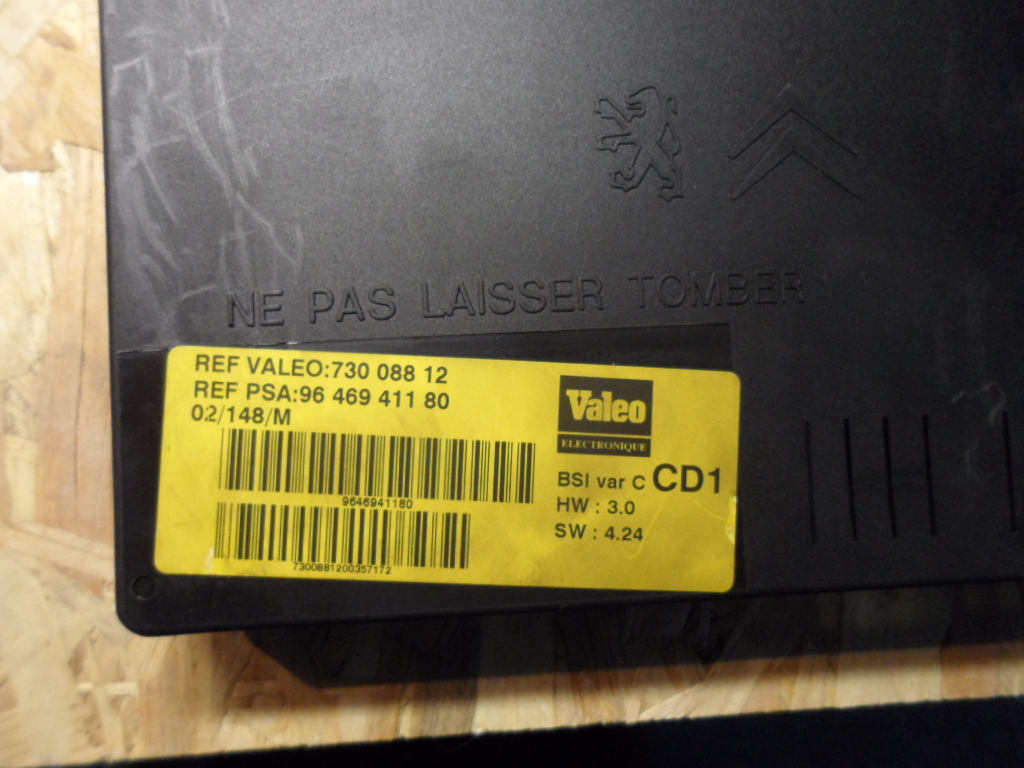 NE PAS LAISSER TOMBER
REF VALEO:730 088 12
REF PSA:96 469 411 80
02/148/M
9646941180
7300881200357172
Valeo
ELECTRONIQUE
BSI var C CD1
HW : 3.0
SW : 4.24